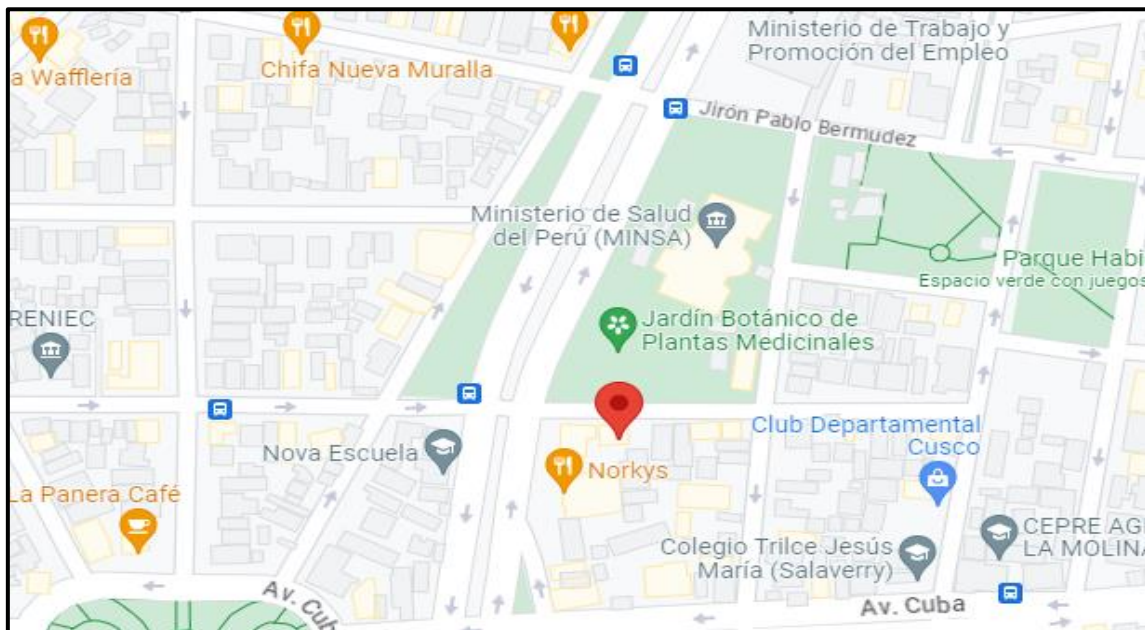 Ministerio de Trabajo y
Promoción del Empleo
a Wafflería
Chifa Nueva Muralla
Jirón Pablo Bermudez
Ministerio de Salud
del Perú (MINSA)
Parque Habi
Espacio verde con juegos
RENIEC
Jardín Botánico de
Plantas Medicinales
Club Departamental
Cusco
Nova Escuela
Norkys
La Panera Café
CEPRE AG
LA MOLINA
Colegio Trilce Jesús
María (Salaverry)
Av. Cuba
Av. Cuba